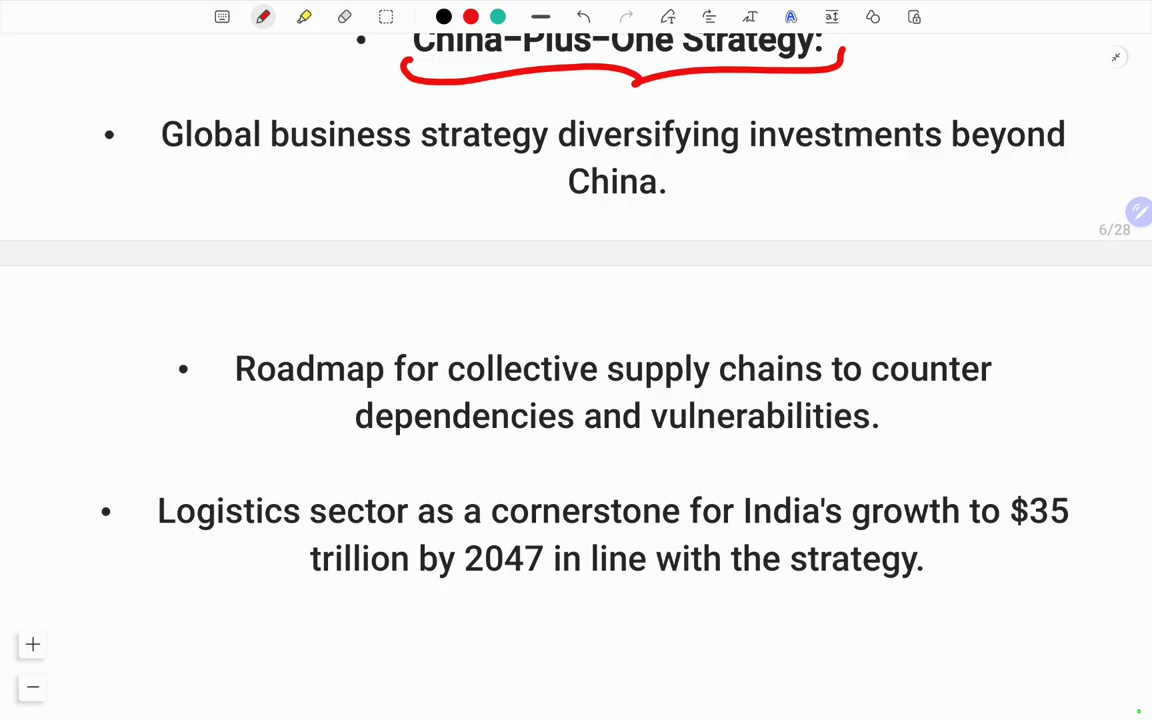 • China-Plus-One Strategy:
• Global business strategy diversifying investments beyond
China.
6/28
• Roadmap for collective supply chains to counter
dependencies and vulnerabilities.
• Logistics sector as a cornerstone for India's growth to $35
trillion by 2047 in line with the strategy.